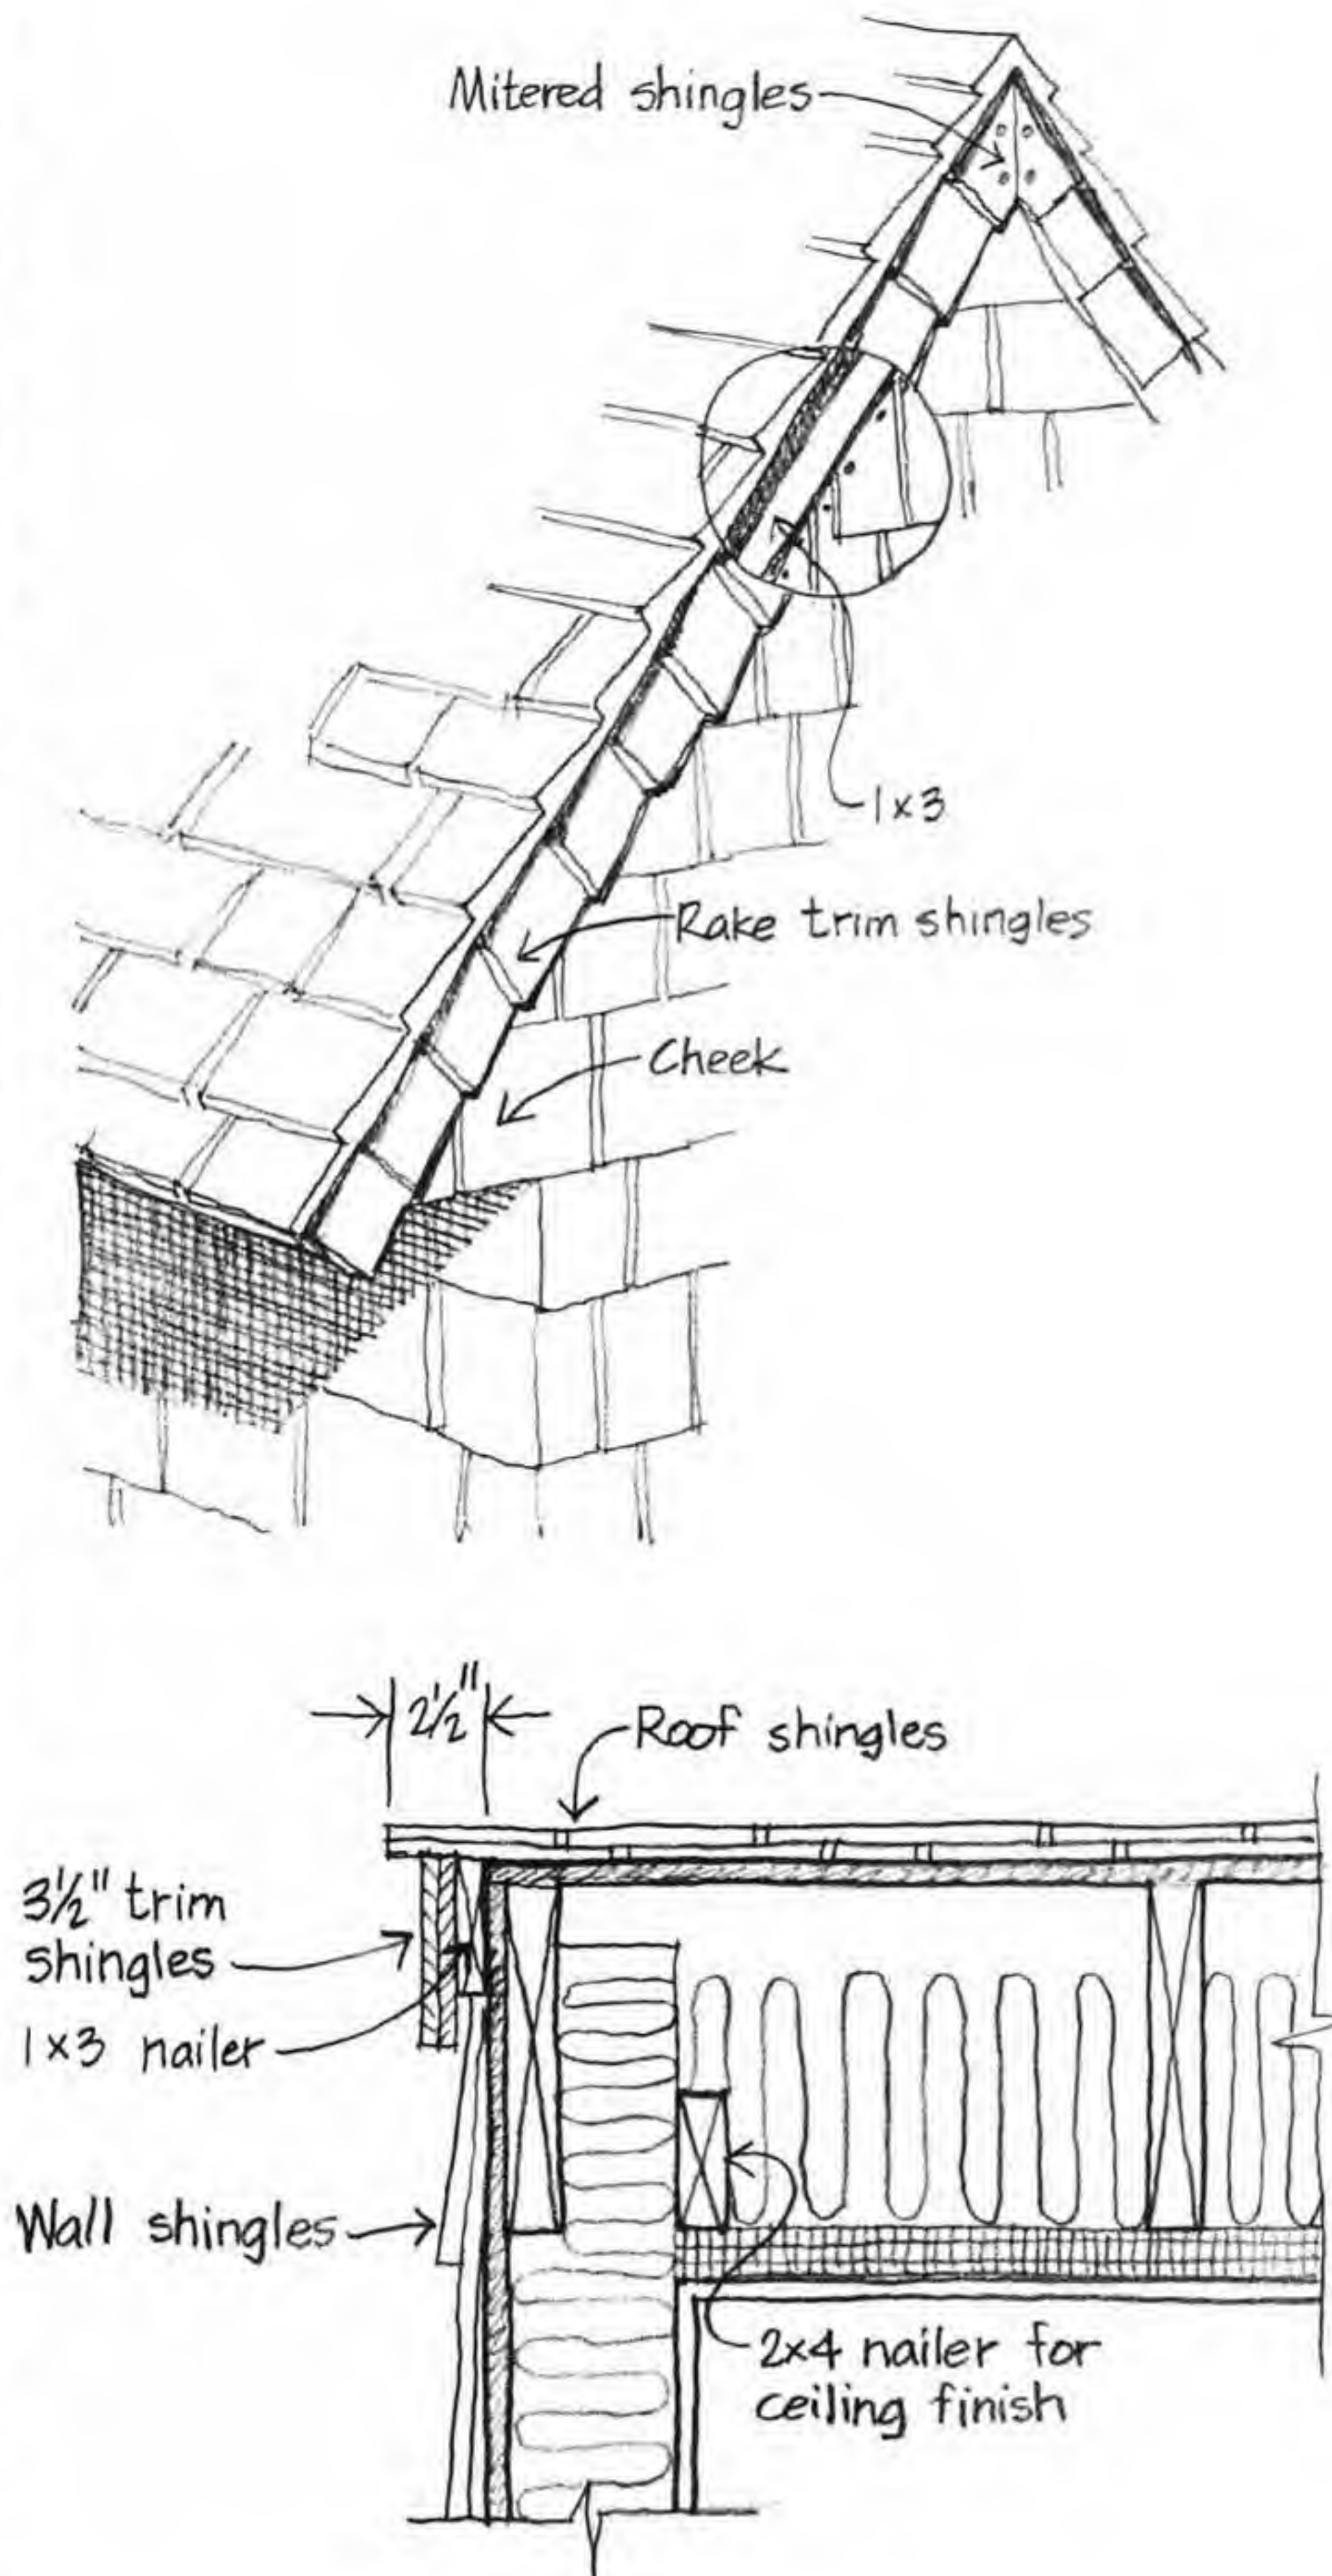 Mitered shingles
1x3
Rake trim shingles
Cheek
2½"
Roof shingles
3½" trim
shingles
1x3 nailer
Wall shingles
2x4 nailer for
ceiling finish